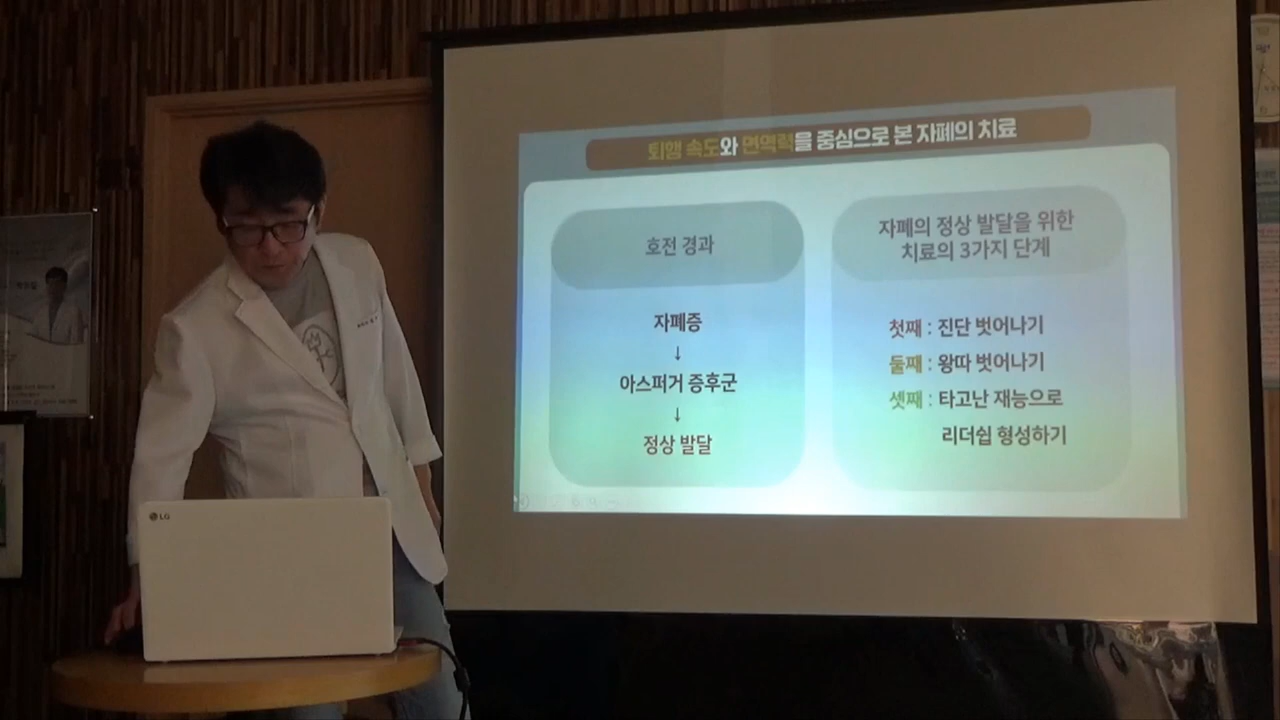 퇴행 속도와 면역력을 중심으로 본 자폐의 치료
호전 경과
자폐증
↓
아스퍼거 증후군
↓
정상 발달
자폐의 정상 발달을 위한
치료의 3가지 단계
첫째 : 진단 벗어나기
둘째 : 왕따 벗어나기
셋째 : 타고난 재능으로
리더쉽 형성하기
LG